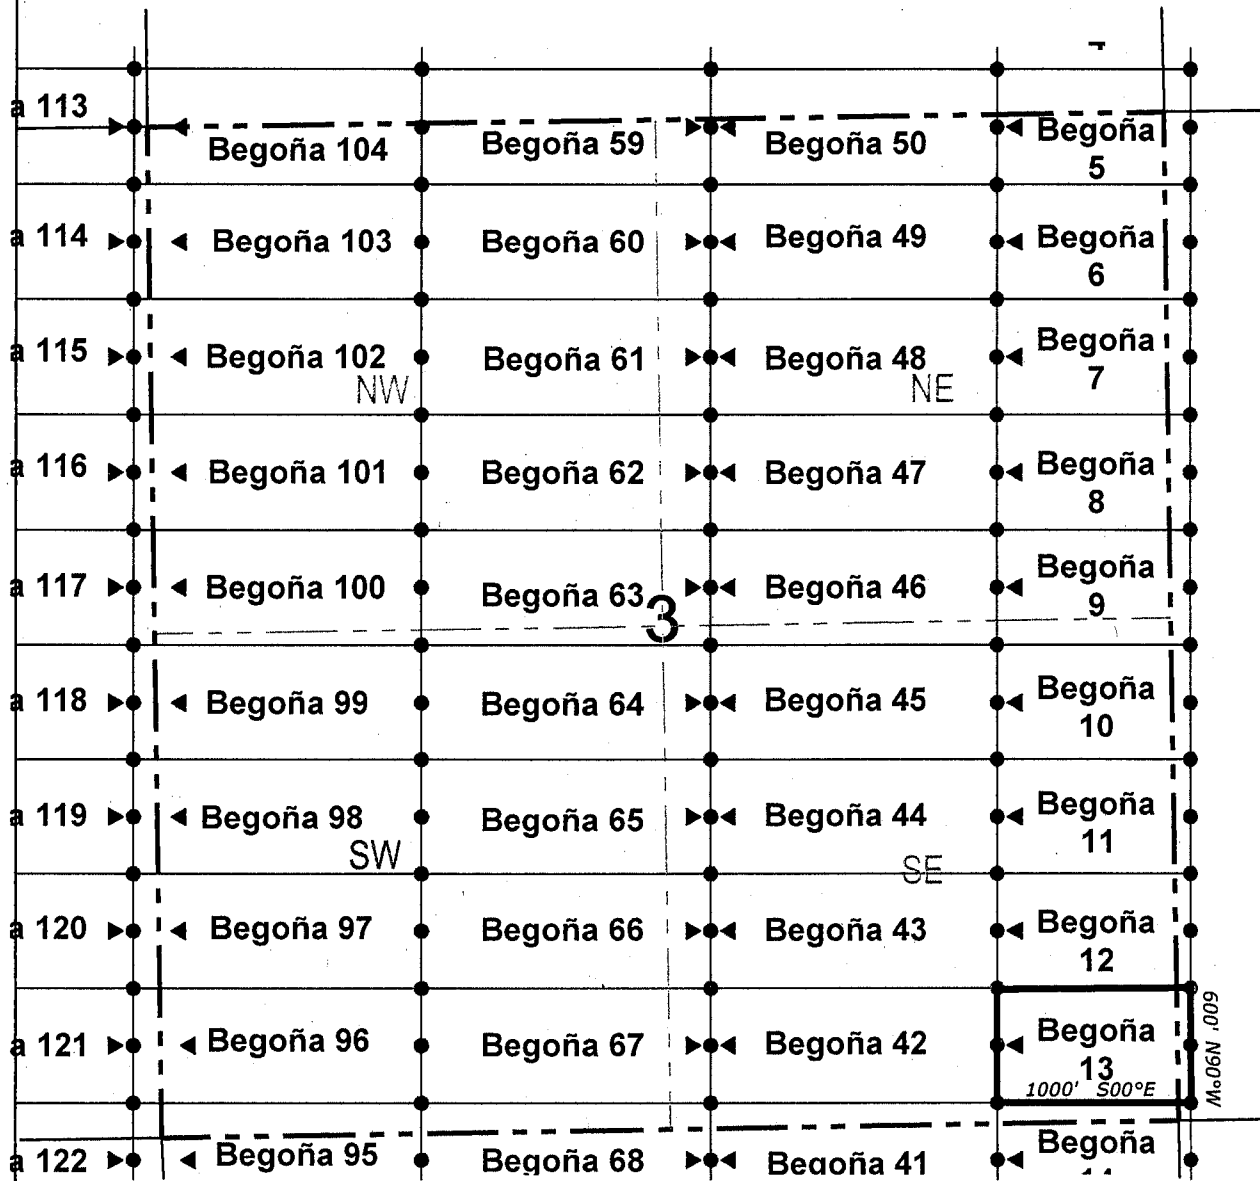 a 113
Begoña 104
Begoña 59
Begoña 50
Begoña
5
a 114
Begoña 103
Begoña 60
Begoña 49
Begoña
6
a 115
Begoña 102
Begoña 61
Begoña 48
Begoña
7
NW
NE
a 116
Begoña 101
Begoña 62
Begoña 47
Begoña
8
a 117
Begoña 100
Begoña 63
Begoña 46
Begoña
9
3
a 118
Begoña 99
Begoña 64
Begoña 45
Begoña
10
a 119
Begoña 98
Begoña 65
Begoña 44
Begoña
11
SW
SE
a 120
Begoña 97
Begoña 66
Begoña 43
Begoña
12
a 121
Begoña 96
Begoña 67
Begoña 42
Begoña
13
1000' S00°E
600' N90°W
a 122
Begoña 95
Begoña 68
Begoña 41
Begoña